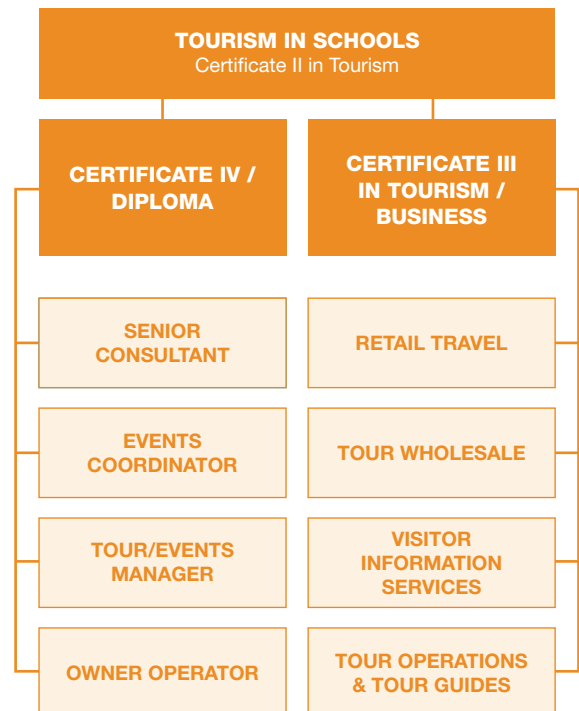 TOURISM IN SCHOOLS
Certificate II in Tourism
CERTIFICATE IV /
DIPLOMA
CERTIFICATE III
IN TOURISM /
BUSINESS
SENIOR
CONSULTANT
RETAIL TRAVEL
EVENTS
COORDINATOR
TOUR WHOLESALE
TOUR/EVENTS
MANAGER
VISITOR
INFORMATION
SERVICES
OWNER OPERATOR
TOUR OPERATIONS
& TOUR GUIDES